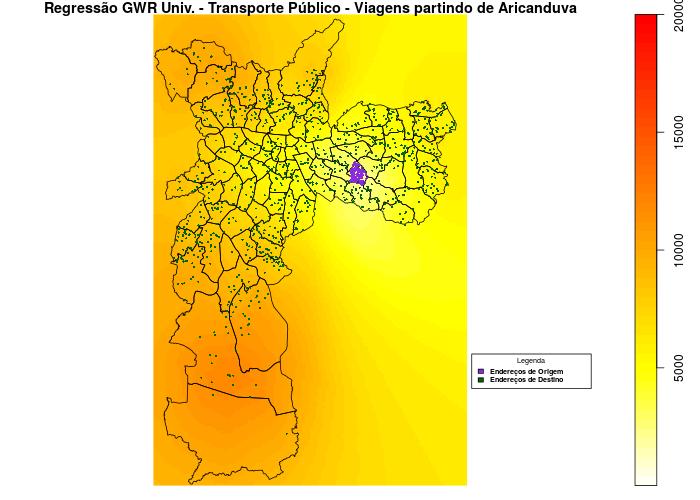 Regressão GWR Univ. - Transporte Público - Viagens partindo de Aricanduva
20000
15000
10000
5000
Legenda
Endereços de Origem
Endereços de Destino